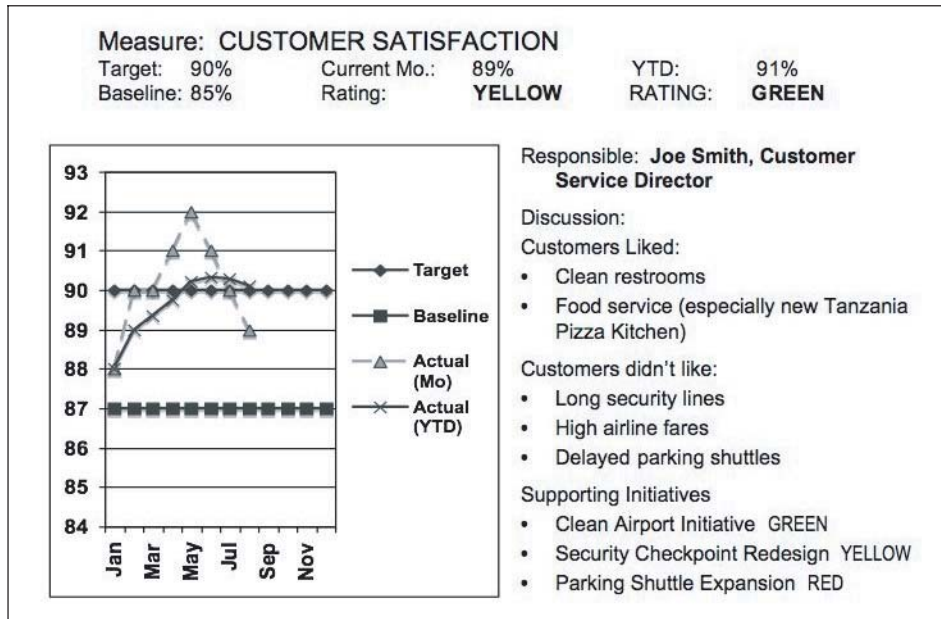 Measure: CUSTOMER SATISFACTION
Target: 90% Current Mo.: 89% YTD: 91%
Baseline: 85% Rating: YELLOW RATING: GREEN
93
92
91
90
89
88
87
86
85
84
Jan
Mar
May
Jul
Sep
Nov
Target
Baseline
Actual
(Mo)
Actual
(YTD)
Responsible: Joe Smith, Customer
Service Director
Discussion:
Customers Liked:
• Clean restrooms
• Food service (especially new Tanzania
Pizza Kitchen)
Customers didn't like:
• Long security lines
• High airline fares
• Delayed parking shuttles
Supporting Initiatives
• Clean Airport Initiative GREEN
• Security Checkpoint Redesign YELLOW
• Parking Shuttle Expansion RED